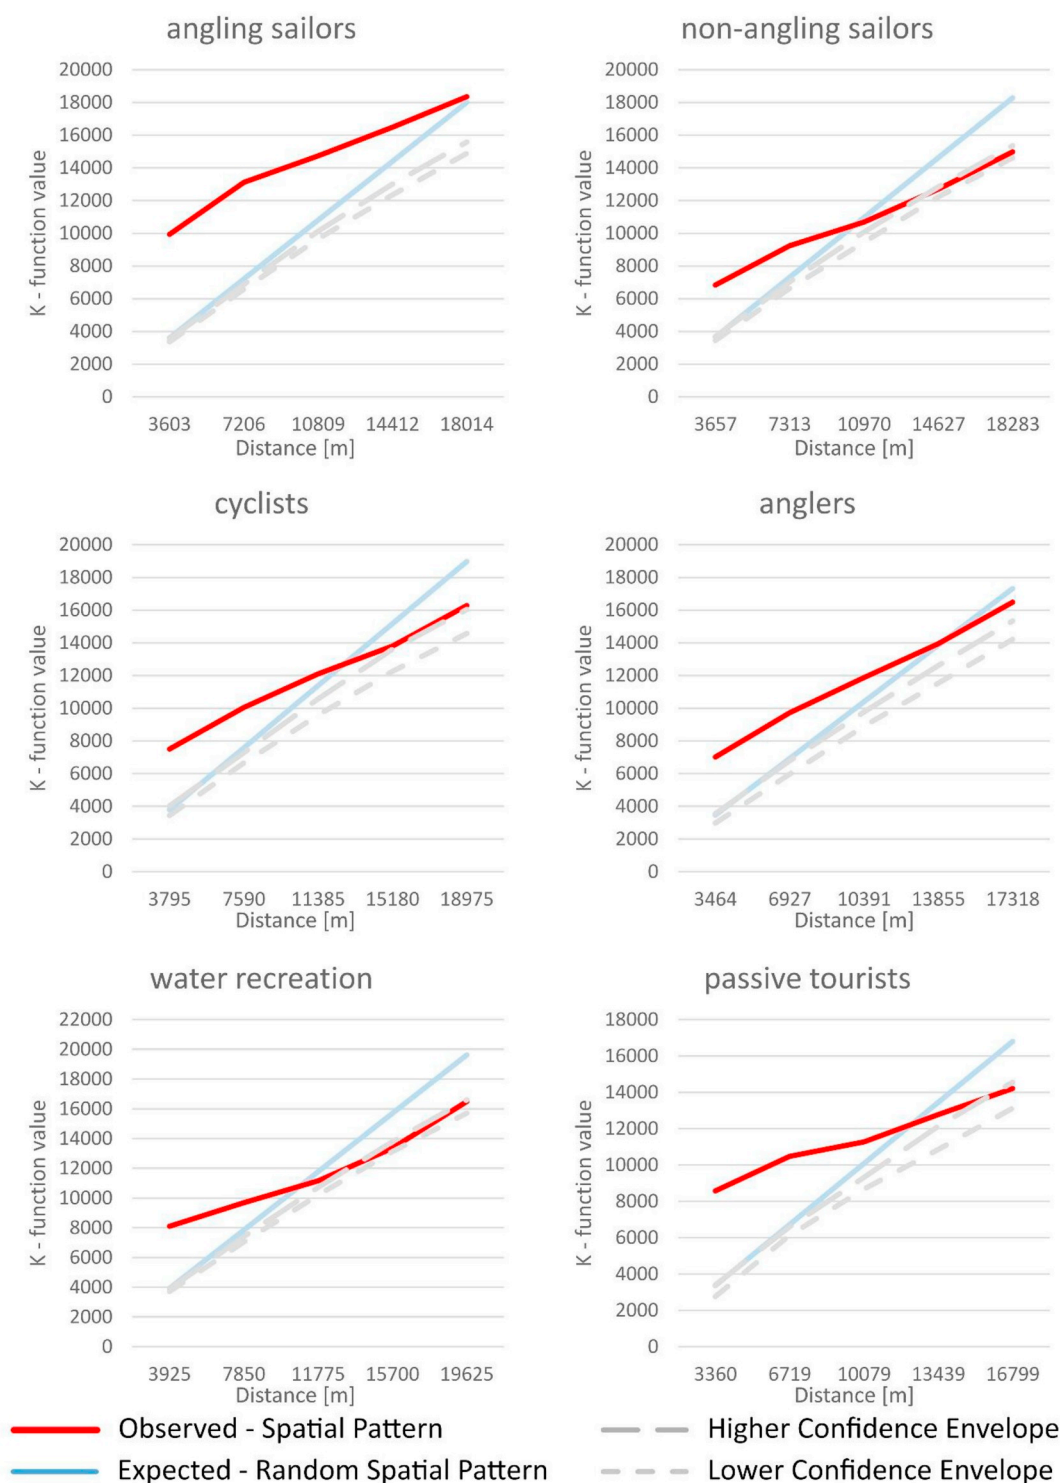 angling sailors
20000
18000
16000
14000
12000
10000
8000
6000
4000
2000
0
K - function value
3603 7206 10809 14412 18014
Distance [m]
non-angling sailors
20000
18000
16000
14000
12000
10000
8000
6000
4000
2000
0
K - function value
3657 7313 10970 14627 18283
Distance [m]
cyclists
20000
18000
16000
14000
12000
10000
8000
6000
4000
2000
0
K - function value
3795 7590 11385 15180 18975
Distance [m]
anglers
20000
18000
16000
14000
12000
10000
8000
6000
4000
2000
0
K - function value
3464 6927 10391 13855 17318
Distance [m]
water recreation
22000
20000
18000
16000
14000
12000
10000
8000
6000
4000
2000
0
K - function value
3925 7850 11775 15700 19625
Distance [m]
passive tourists
18000
16000
14000
12000
10000
8000
6000
4000
2000
0
K - function value
3360 6719 10079 13439 16799
Distance [m]
Observed - Spatial Pattern
Higher Confidence Envelope
Expected - Random Spatial Pattern
Lower Confidence Envelope